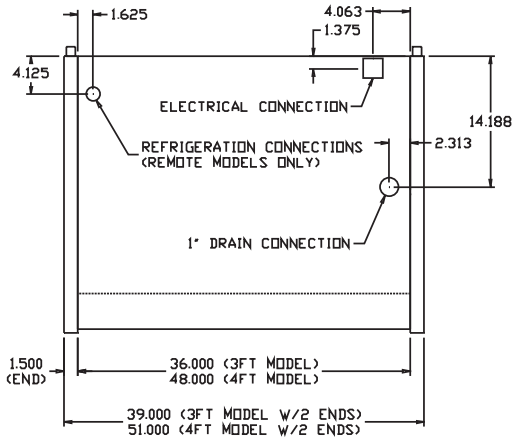 4.063
1.625
1.375
4.125
ELECTRICAL CONNECTION
14.188
REFRIGERATION CONNECTIONS
(REMOTE MODELS ONLY)
2.313
1" DRAIN CONNECTION
1.500
(END)
36.000 (3FT MODEL)
48.000 (4FT MODEL)
39.000 (3FT MODEL W/2 ENDS)
51.000 (4FT MODEL W/2 ENDS)